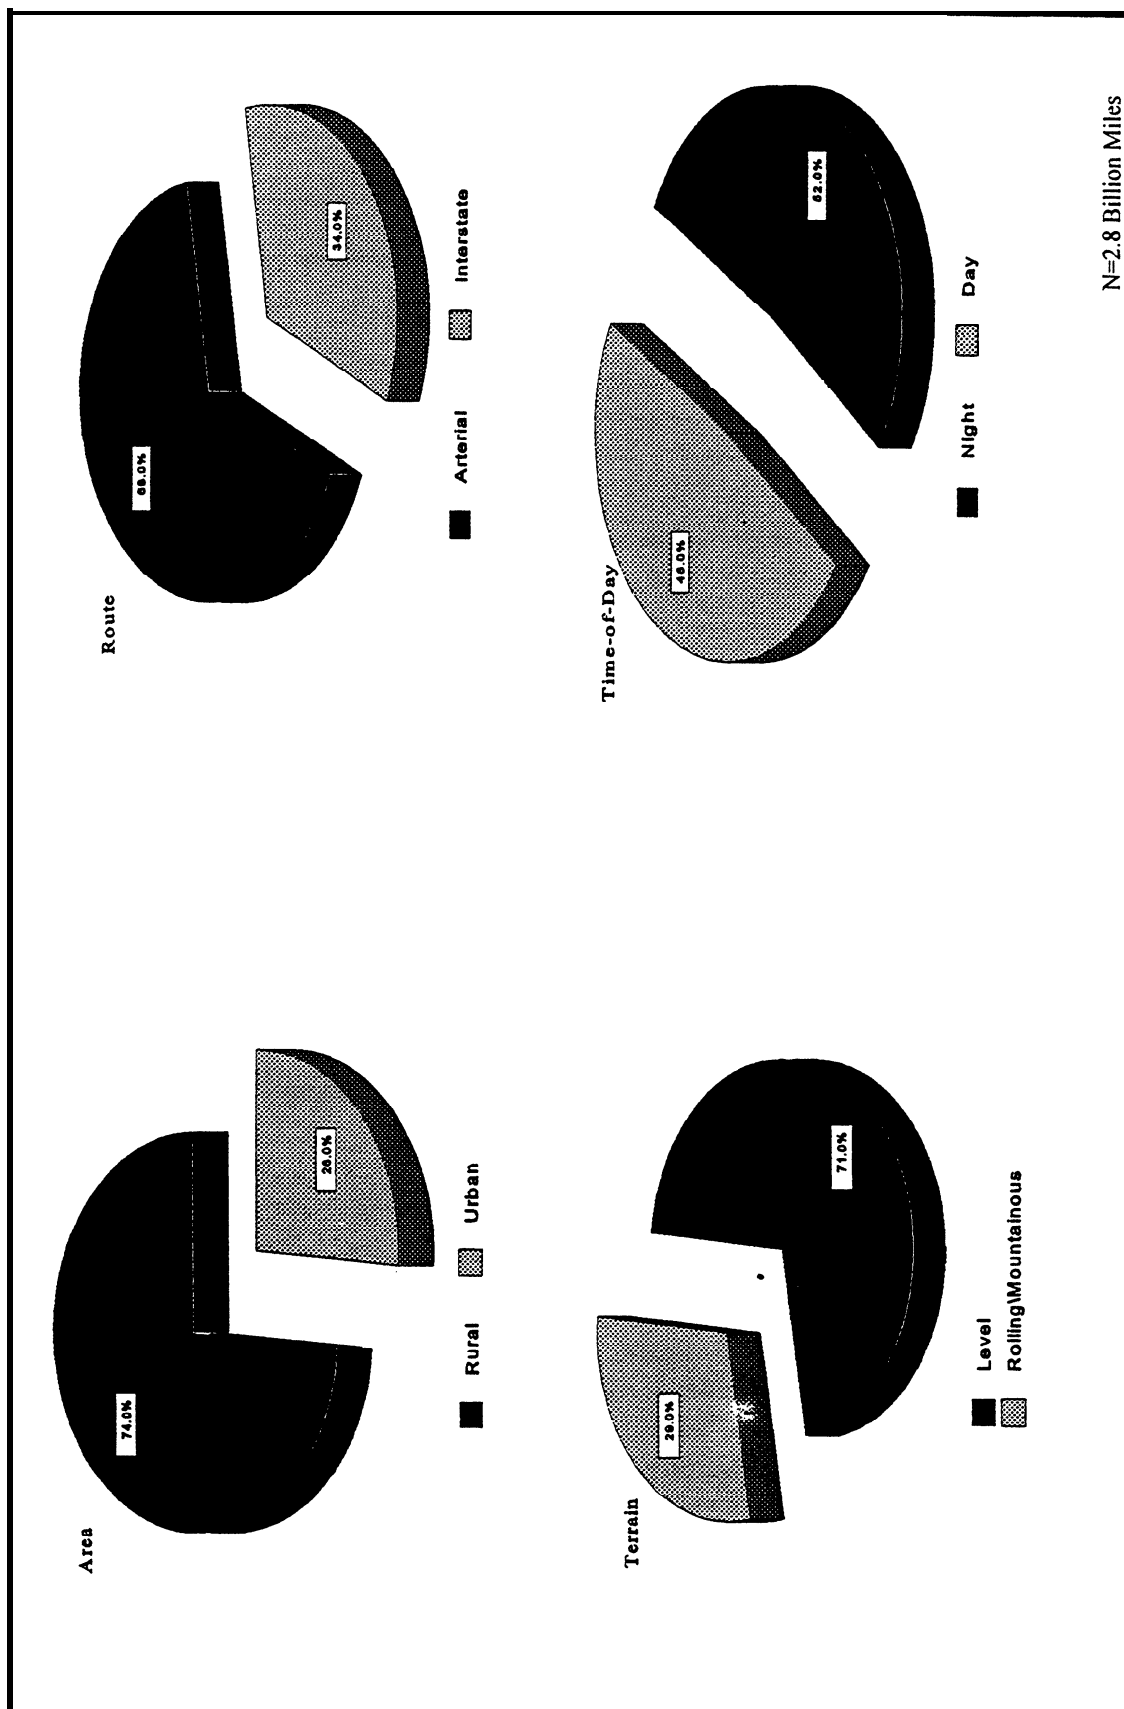 Area
74.0%
26.0%
Rural Urban
Route
66.0%
34.0%
Arterial Interstate
Terrain
29.0%
71.0%
Level
Rolling\Mountainous
Time-of-Day
48.0%
52.0%
Night Day
N=2.8 Billion Miles